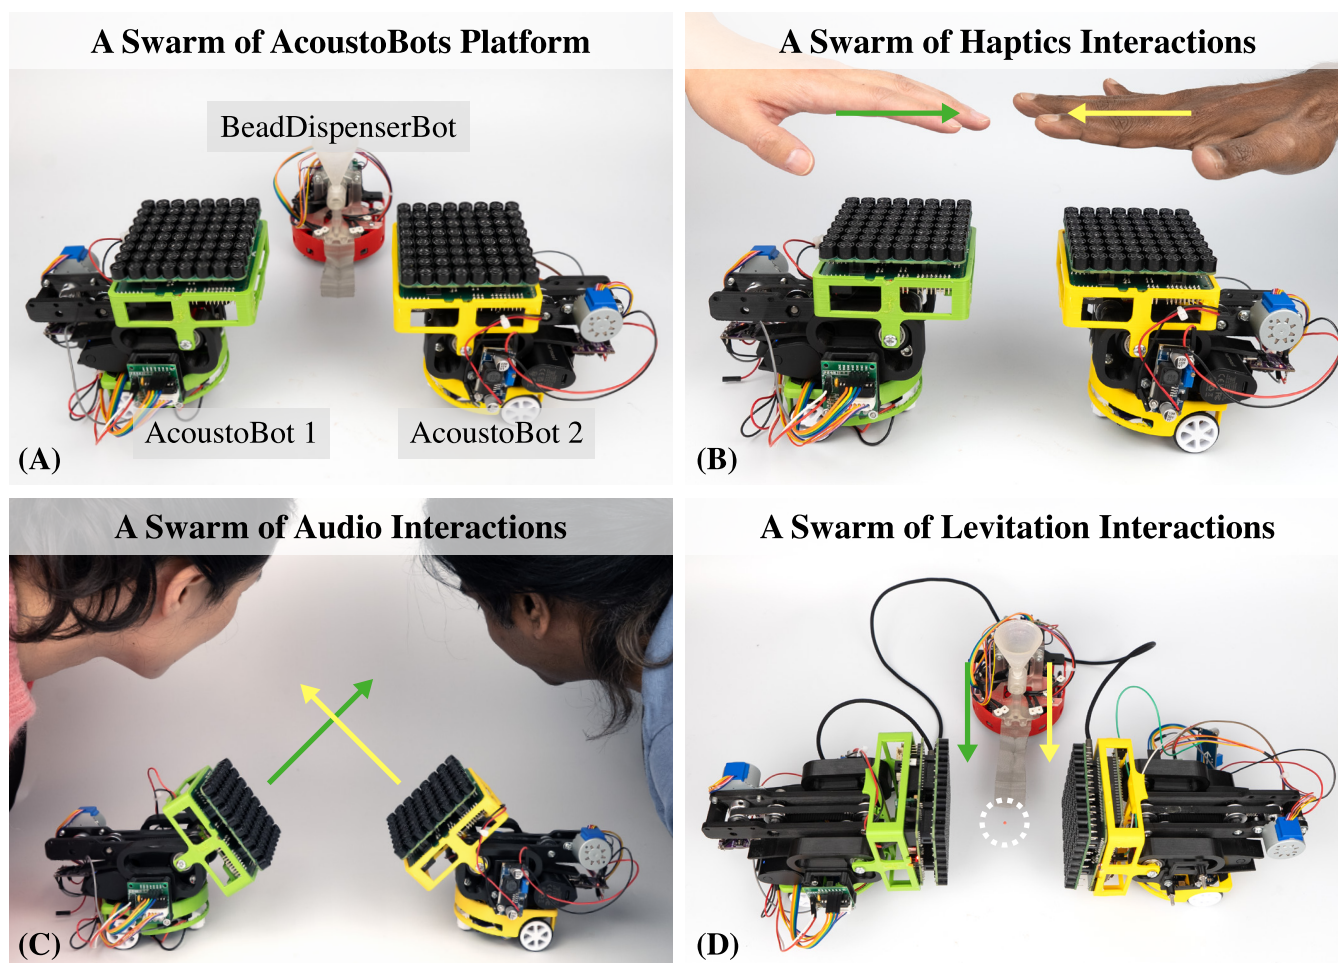 A Swarm of AcoustoBots Platform
BeadDispenserBot
AcoustoBot 1
AcoustoBot 2
(A)
A Swarm of Haptics Interactions
(B)
A Swarm of Audio Interactions
(C)
A Swarm of Levitation Interactions
(D)